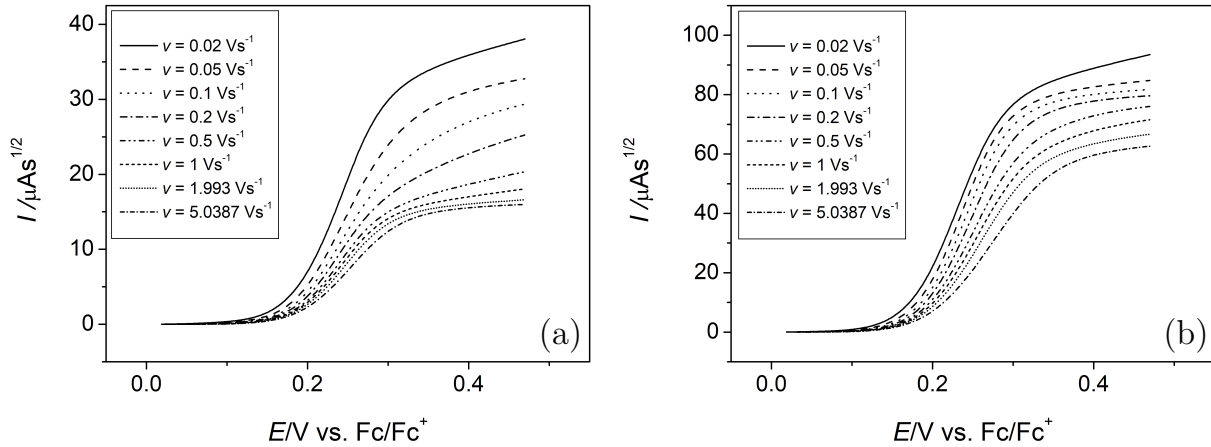 I /μAs^1/2
40
30
20
10
0
v = 0.02 Vs^-1
v = 0.05 Vs^-1
v = 0.1 Vs^-1
v = 0.2 Vs^-1
v = 0.5 Vs^-1
v = 1 Vs^-1
v = 1.993 Vs^-1
v = 5.0387 Vs^-1
(a)
0.0 0.2 0.4
E/V vs. Fc/Fc^+
I /μAs^1/2
100
80
60
40
20
0
v = 0.02 Vs^-1
v = 0.05 Vs^-1
v = 0.1 Vs^-1
v = 0.2 Vs^-1
v = 0.5 Vs^-1
v = 1 Vs^-1
v = 1.993 Vs^-1
v = 5.0387 Vs^-1
(b)
0.0 0.2 0.4
E/V vs. Fc/Fc^+